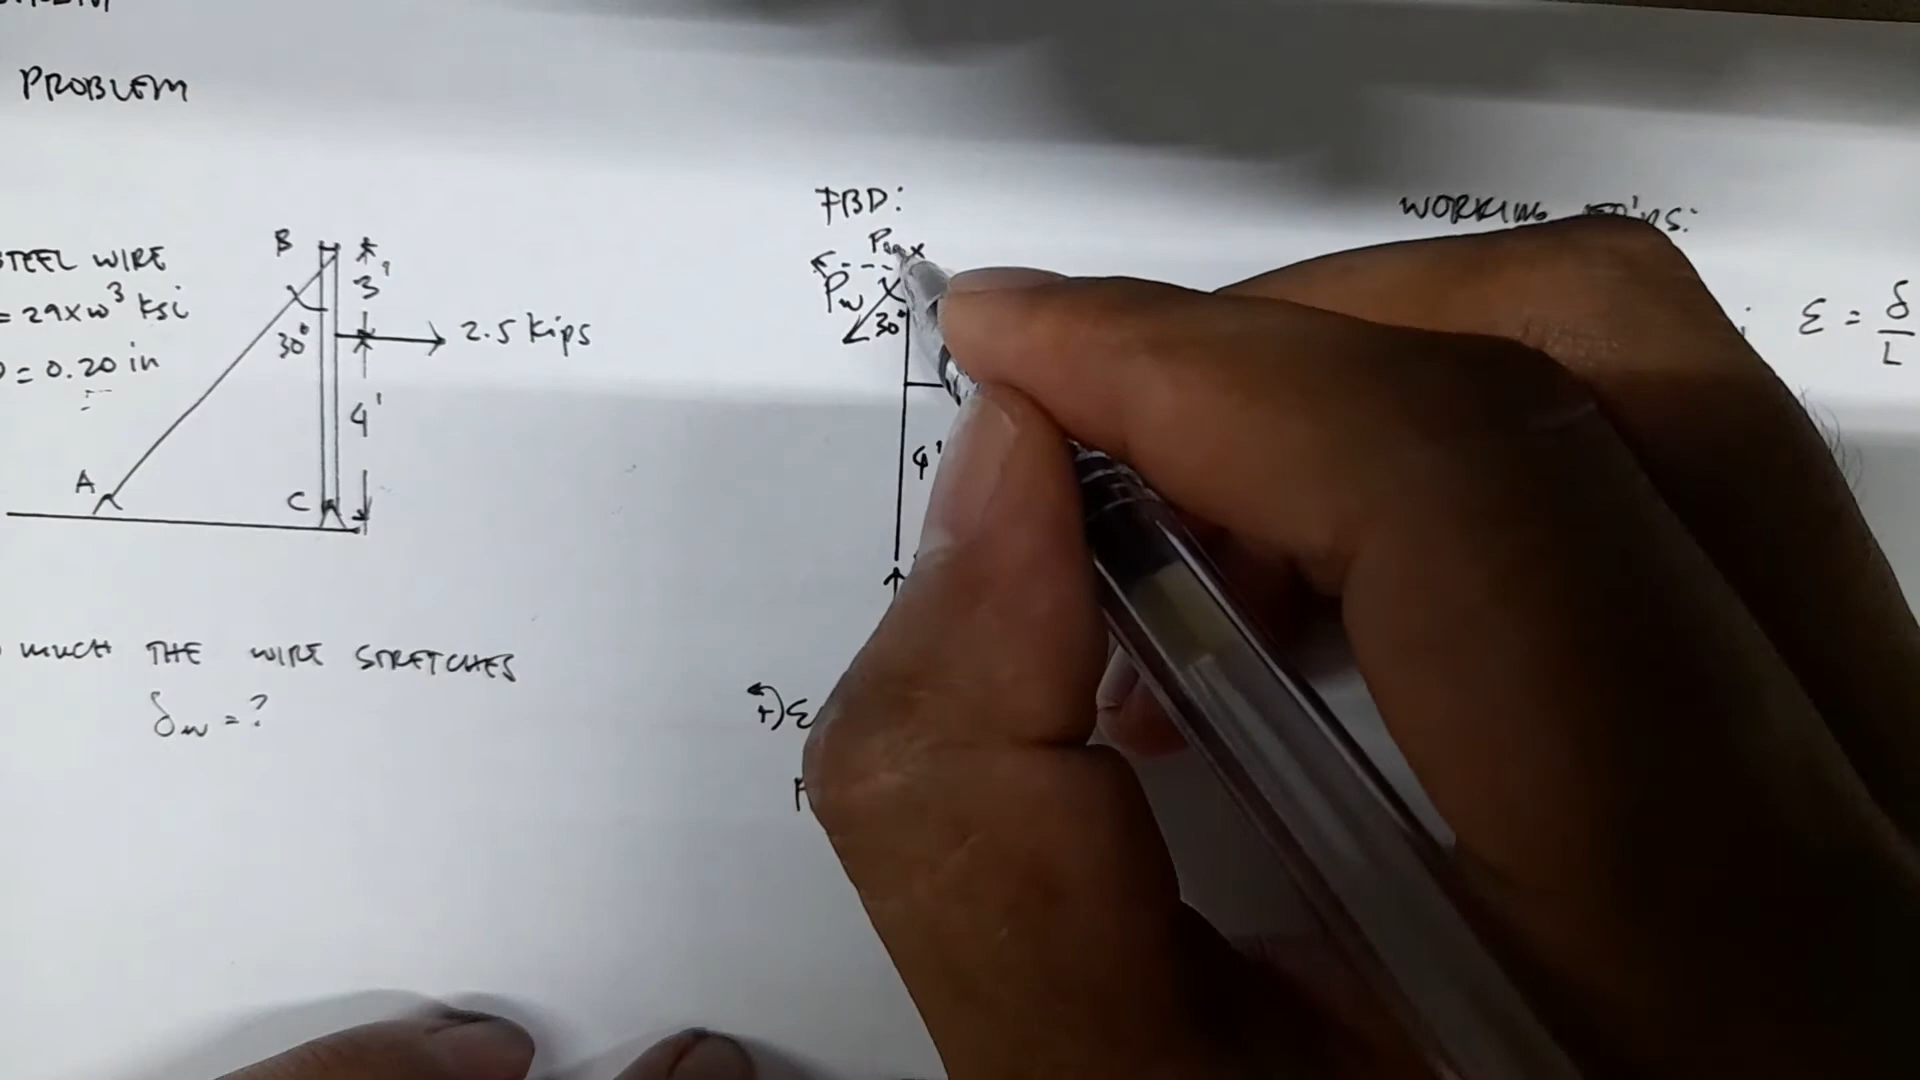 PROBLEM
STEEL WIRE
= 29x10³ ksi
= 0.20 in
B
3'
30°
2.5 kips
4'
A
C
MUCH THE WIRE STRETCHES
δw = ?
FBD:
Pw
30°
4'
+) Σ
WORKING
ε = δ
L